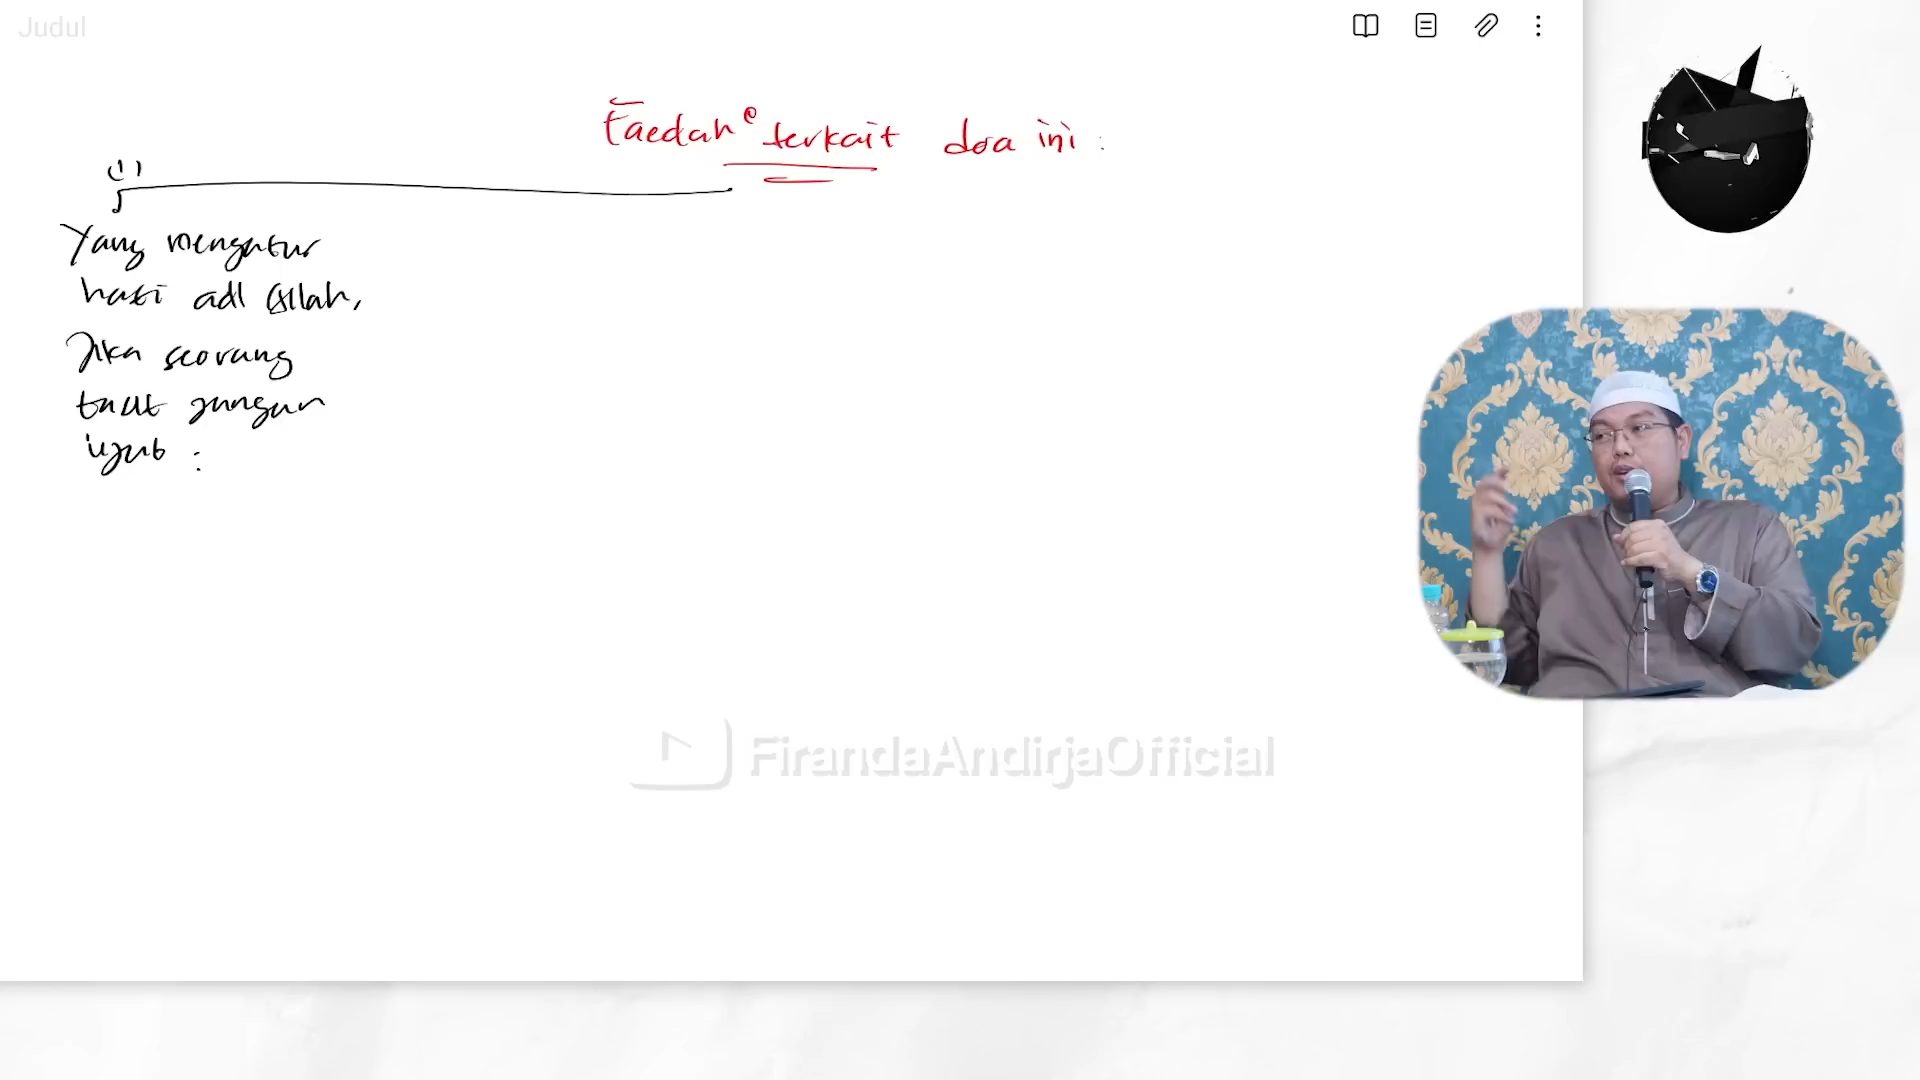 Judul
Faedah² terkait doa ini :
(1)
Yang mengatur
hati adl Allah,
Jika seorang
taat jangan
ujub :
FirandaAndirjaOfficial